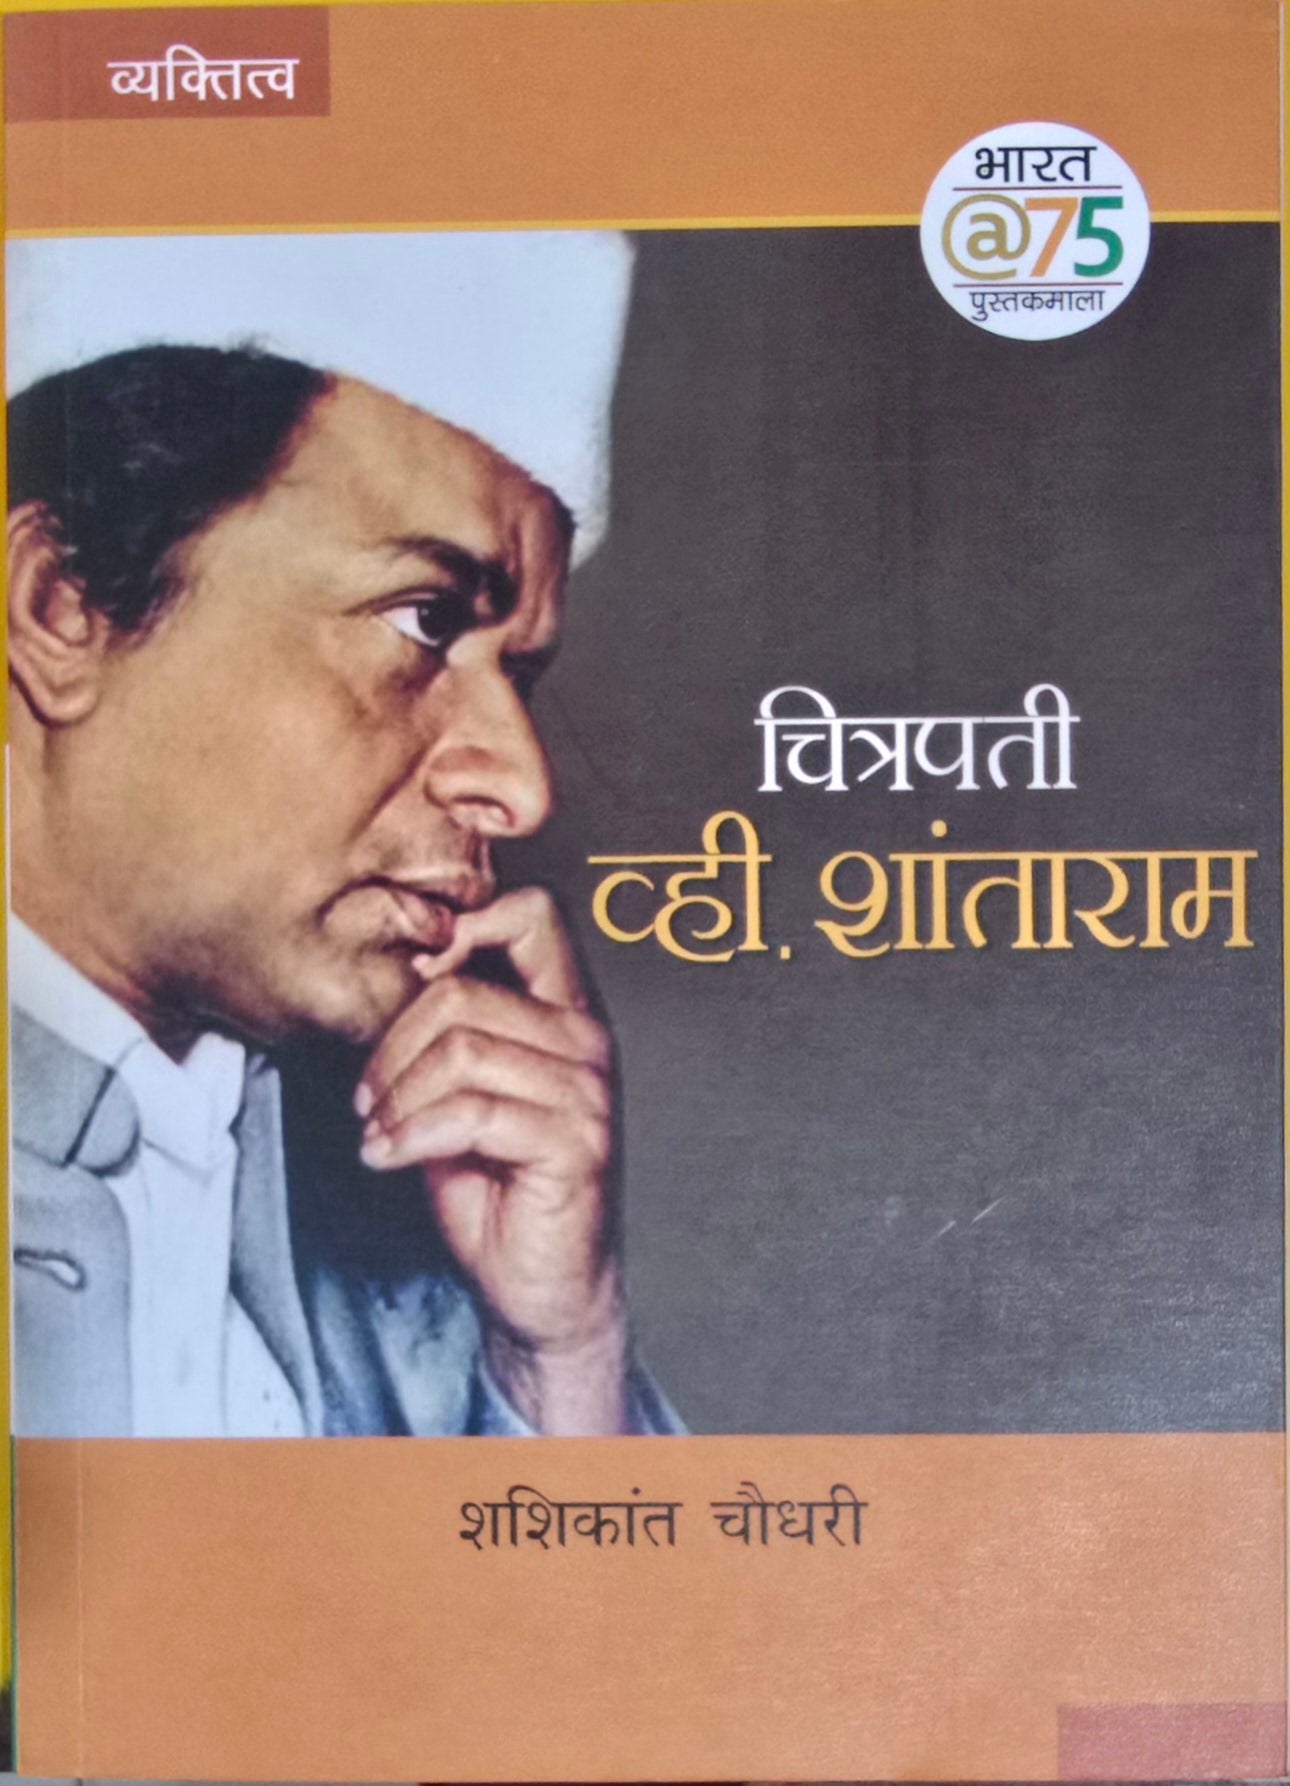 व्यक्तित्व
भारत
@75
पुस्तकमाला
चित्रपती
व्ही. शांताराम
शशिकांत चौधरी